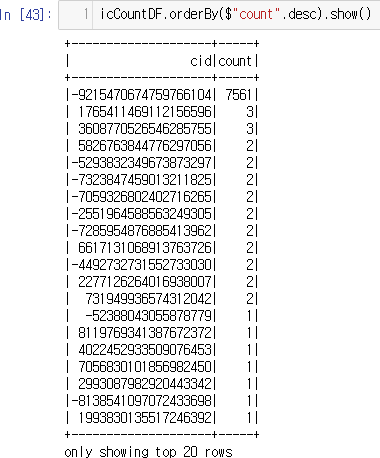 In [43]: 1 icCountDF.orderBy($"count".desc).show()
+--------------------+-----+
|                 cid|count|
+--------------------+-----+
|-9215470674759766104| 7561|
| 1765411469112156596|    3|
| 3608770526546285755|    3|
| 5826763844776297056|    2|
|-5293832349673873297|    2|
|-7323847459013211825|    2|
|-7059326802402716265|    2|
|-2551964588563249305|    2|
|-7285954876885413962|    2|
| 6617131068913763726|    2|
|-4492732731552733030|    2|
| 2277126264016938007|    2|
|  731949936574312042|    2|
|  -52388043055878779|    1|
| 8119769341387672372|    1|
| 4022452933509076453|    1|
| 7056830101856982450|    1|
| 2993087982920443342|    1|
|-8138541097072433698|    1|
| 1993830135517246392|    1|
+--------------------+-----+
only showing top 20 rows